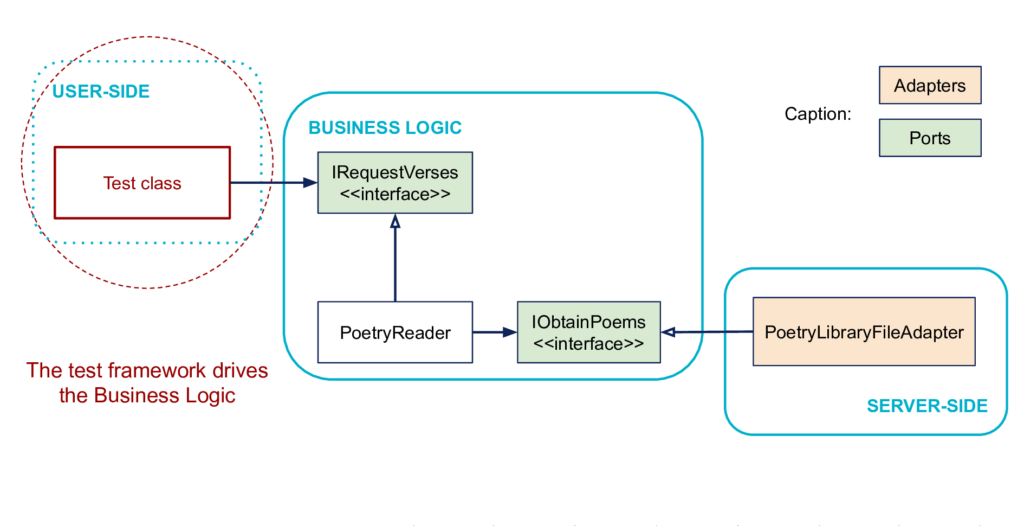 USER-SIDE
Test class
The test framework drives
the Business Logic
BUSINESS LOGIC
IRequestVerses
<<interface>>
PoetryReader
IObtainPoems
<<interface>>
Caption:
Adapters
Ports
PoetryLibraryFileAdapter
SERVER-SIDE